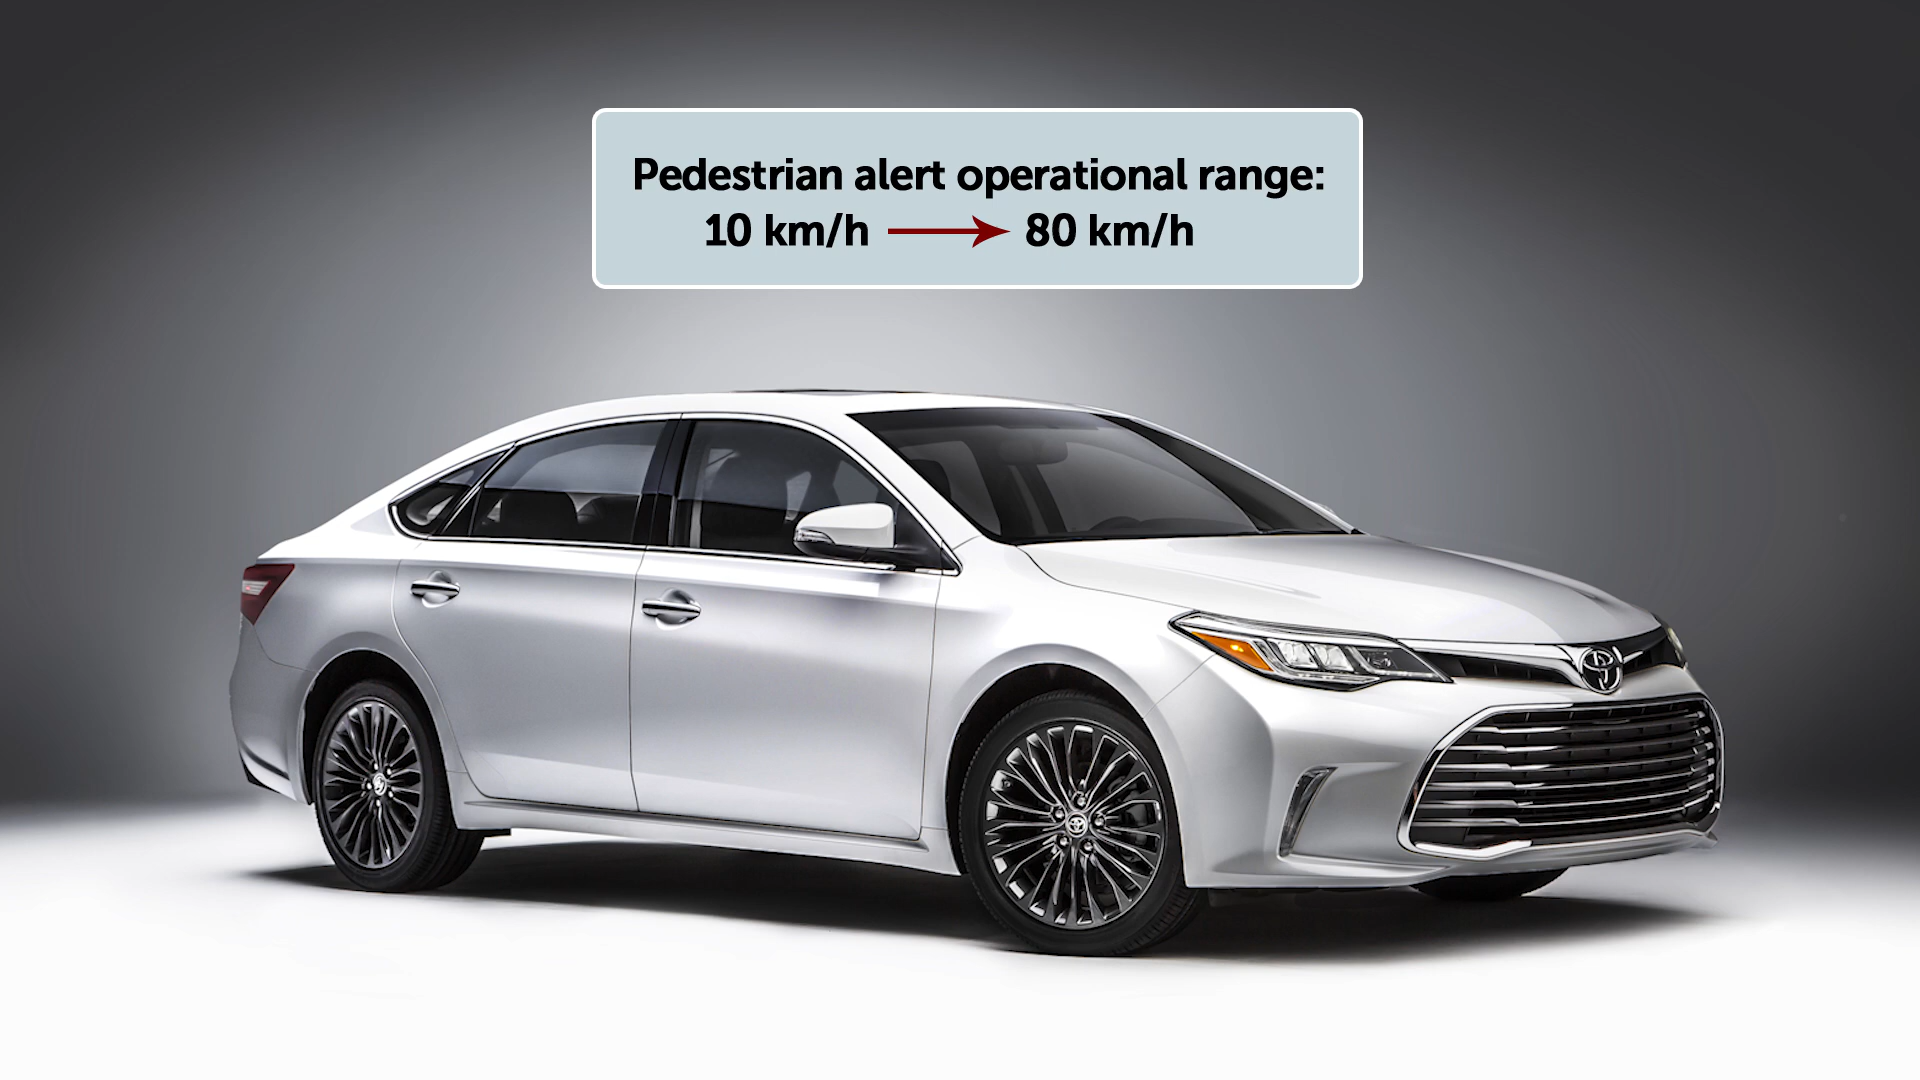 Pedestrian alert operational range:
10 km/h → 80 km/h